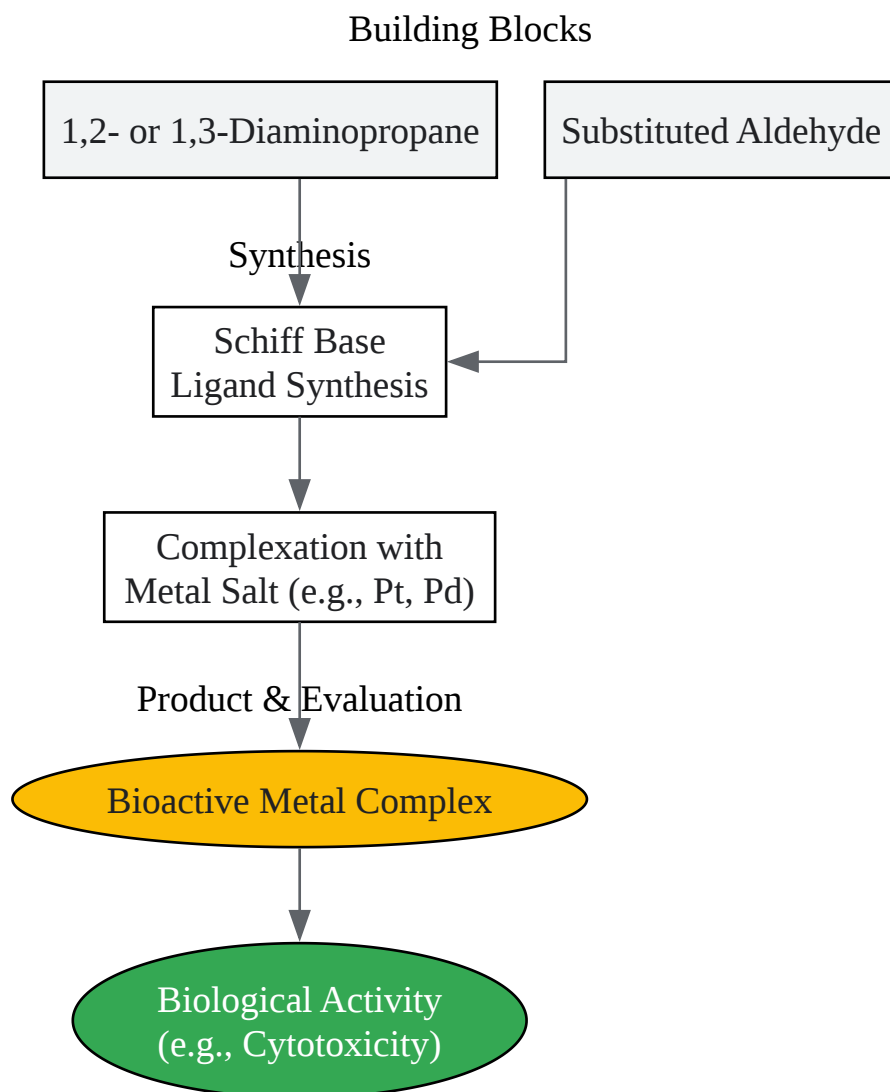 Building Blocks
1,2- or 1,3-Diaminopropane
Substituted Aldehyde
Synthesis
Schiff Base
Ligand Synthesis
Complexation with
Metal Salt (e.g., Pt, Pd)
Product & Evaluation
Bioactive Metal Complex
Biological Activity
(e.g., Cytotoxicity)